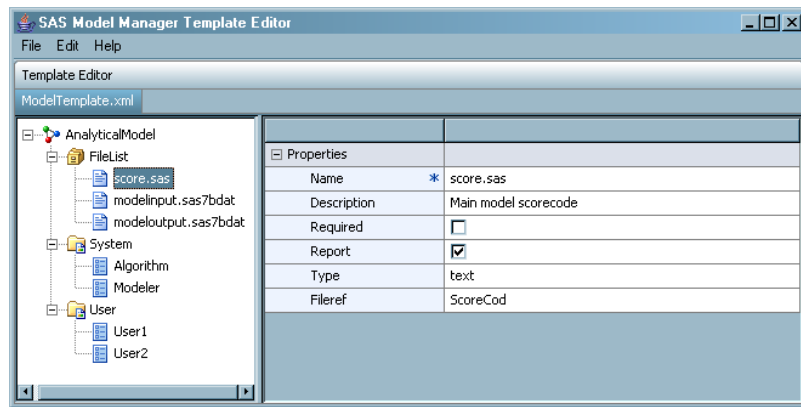 SAS Model Manager Template Editor
File Edit Help
Template Editor
ModelTemplate.xml
AnalyticalModel
FileList
score.sas
modelinput.sas7bdat
modeloutput.sas7bdat
System
Algorithm
Modeler
User
User1
User2
Properties
Name * score.sas
Description Main model scorecode
Required
Report
Type text
Fileref ScoreCod